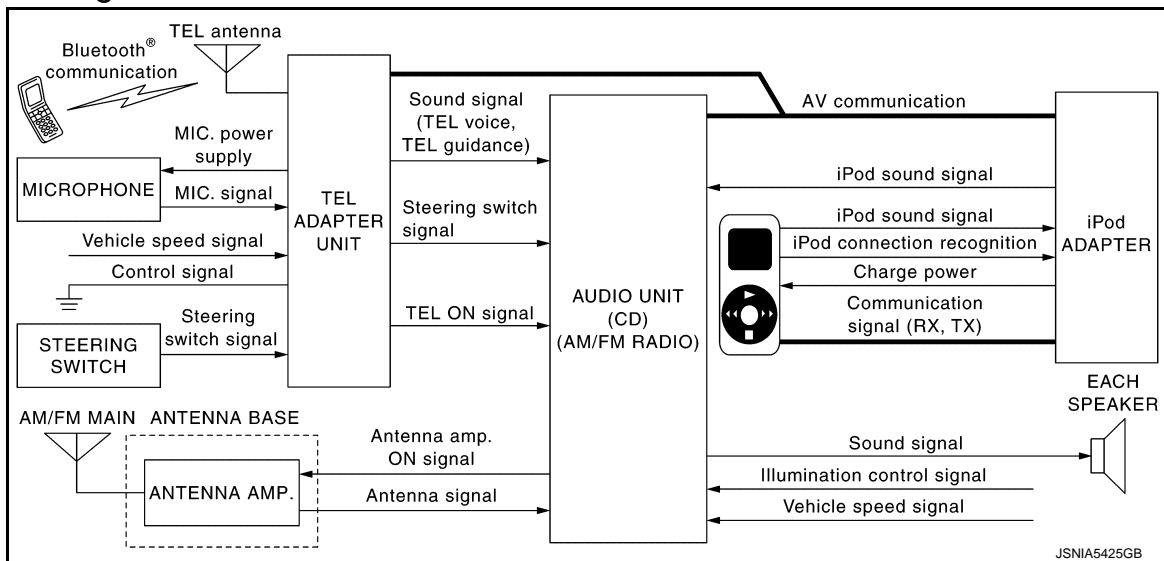 TEL antenna
Bluetooth®
communication
MIC. power
supply
MICROPHONE
MIC. signal
Vehicle speed signal
Control signal
Steering
switch signal
STEERING
SWITCH
TEL
ADAPTER
UNIT
Sound signal
(TEL voice,
TEL guidance)
Steering switch
signal
TEL ON signal
AUDIO UNIT
(CD)
(AM/FM RADIO)
AV communication
iPod sound signal
iPod sound signal
iPod connection recognition
Charge power
Communication
signal (RX, TX)
iPod
ADAPTER
EACH
SPEAKER
AM/FM MAIN
ANTENNA BASE
ANTENNA AMP.
Antenna amp.
ON signal
Antenna signal
Sound signal
Illumination control signal
Vehicle speed signal
JSNIA5425GB